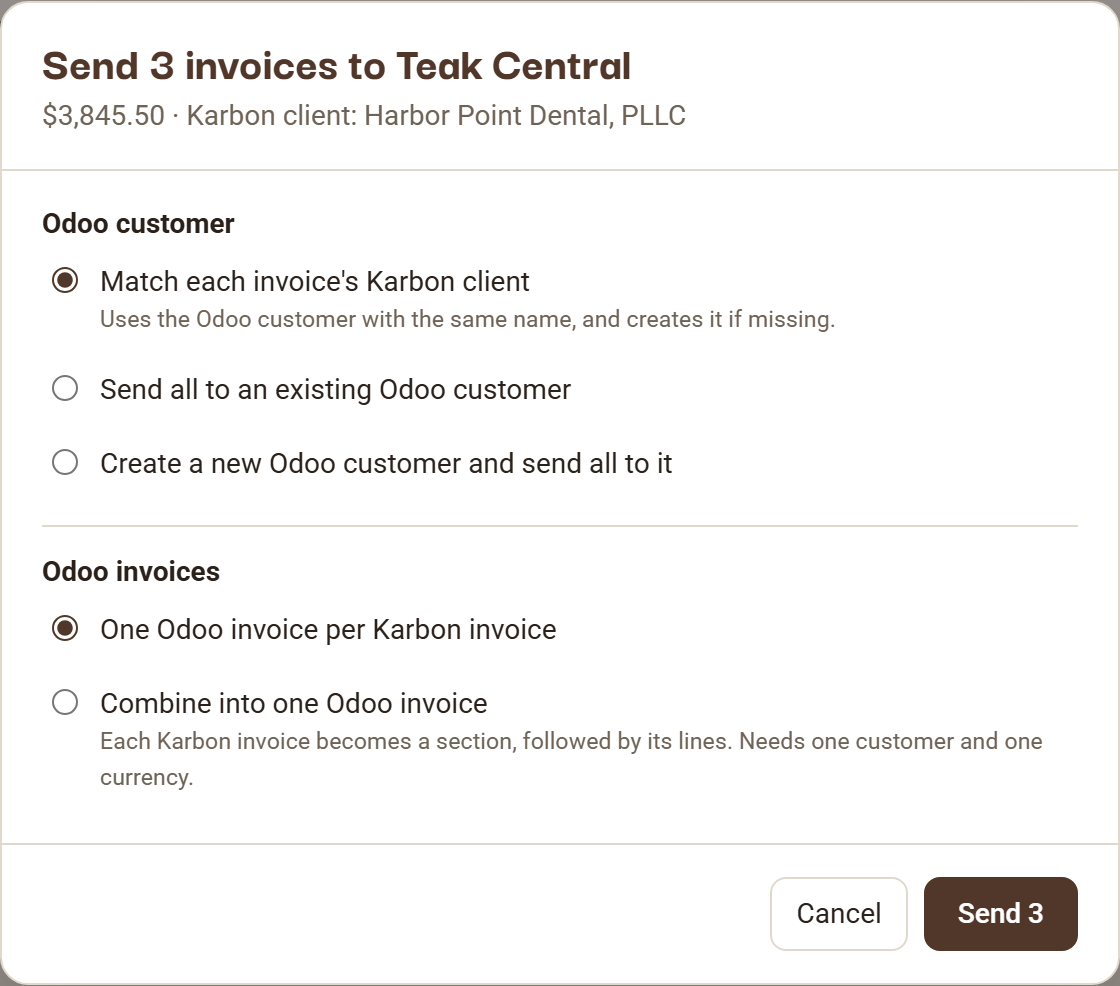 Send 3 invoices to Teak Central
$3,845.50 · Karbon client: Harbor Point Dental, PLLC
Odoo customer
Match each invoice's Karbon client
Uses the Odoo customer with the same name, and creates it if missing.
Send all to an existing Odoo customer
Create a new Odoo customer and send all to it
Odoo invoices
One Odoo invoice per Karbon invoice
Combine into one Odoo invoice
Each Karbon invoice becomes a section, followed by its lines. Needs one customer and one
currency.
Cancel
Send 3